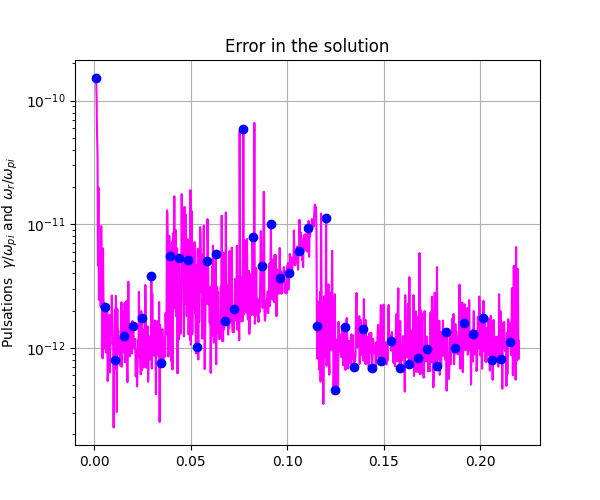 Error in the solution
Pulsations γ/ω_pi and ω_r/ω_pi
10⁻¹⁰
10⁻¹¹
10⁻¹²
0.00 0.05 0.10 0.15 0.20